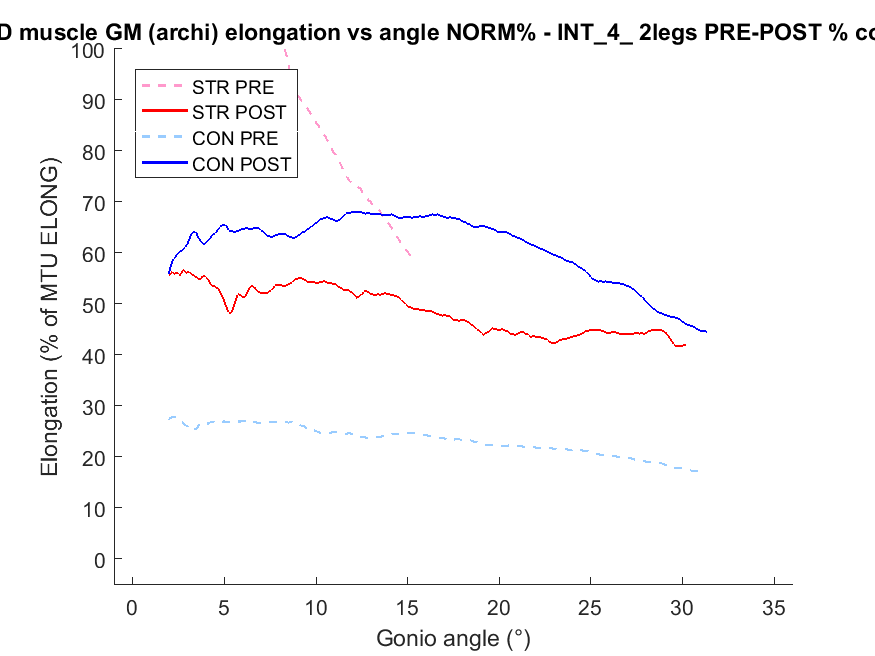 D muscle GM (archi) elongation vs angle NORM% - INT_4_ 2legs PRE-POST % co
100
90
80
70
60
50
40
30
20
10
0
STR PRE
STR POST
CON PRE
CON POST
Elongation (% of MTU ELONG)
0 5 10 15 20 25 30 35
Gonio angle (°)